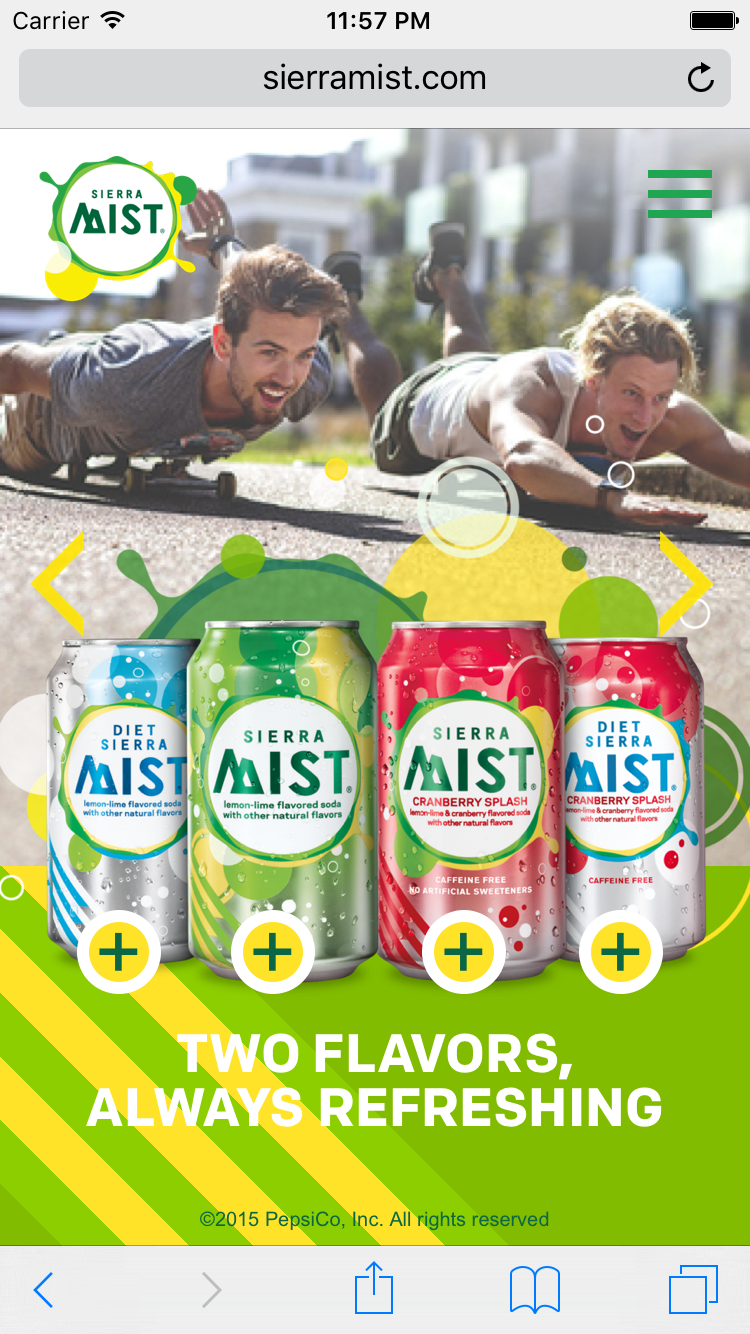 Carrier
11:57 PM
sierramist.com
SIERRA
MIST®
DIET
SIERRA
MIST
lemon-lime flavored soda
with other natural flavors
SIERRA
MIST®
lemon-lime flavored soda
with other natural flavors
SIERRA
MIST®
CRANBERRY SPLASH
lemon-lime & cranberry flavored soda
with other natural flavors
CAFFEINE FREE
NO ARTIFICIAL SWEETENERS
DIET
SIERRA
MIST®
CRANBERRY SPLASH
lemon-lime & cranberry flavored soda
with other natural flavors
CAFFEINE FREE
TWO FLAVORS,
ALWAYS REFRESHING
©2015 PepsiCo, Inc. All rights reserved